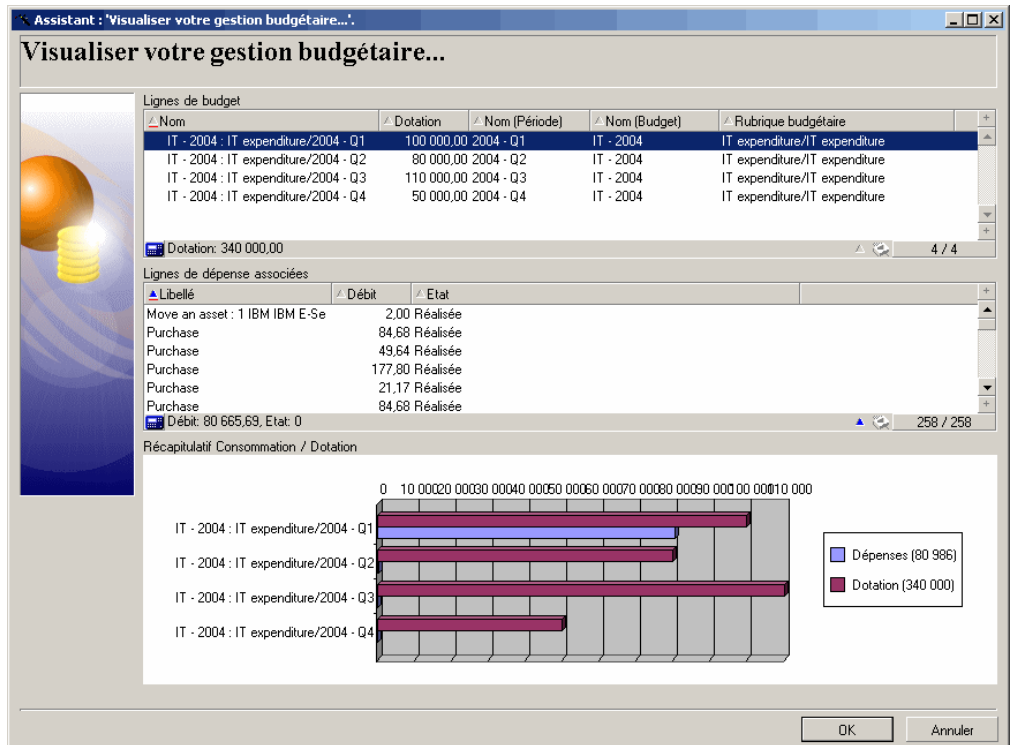 Assistant : 'Visualiser votre gestion budgétaire...'.
Visualiser votre gestion budgétaire...
Lignes de budget
Nom Dotation Nom (Période) Nom (Budget) Rubrique budgétaire
IT - 2004 : IT expenditure/2004 - Q1 100 000,00 2004 - Q1 IT - 2004 IT expenditure/IT expenditure
IT - 2004 : IT expenditure/2004 - Q2 80 000,00 2004 - Q2 IT - 2004 IT expenditure/IT expenditure
IT - 2004 : IT expenditure/2004 - Q3 110 000,00 2004 - Q3 IT - 2004 IT expenditure/IT expenditure
IT - 2004 : IT expenditure/2004 - Q4 50 000,00 2004 - Q4 IT - 2004 IT expenditure/IT expenditure
Dotation: 340 000,00 4 / 4
Lignes de dépense associées
Libellé Débit Etat
Move an asset : 1 IBM IBM E-Se 2,00 Réalisée
Purchase 84,68 Réalisée
Purchase 49,64 Réalisée
Purchase 177,80 Réalisée
Purchase 21,17 Réalisée
Purchase 84,68 Réalisée
Débit: 80 665,69, Etat: 0 258 / 258
Récapitulatif Consommation / Dotation
0 10 000 20 000 30 000 40 000 50 000 60 000 70 000 80 000 90 000 100 000 110 000
IT - 2004 : IT expenditure/2004 - Q1
IT - 2004 : IT expenditure/2004 - Q2
IT - 2004 : IT expenditure/2004 - Q3
IT - 2004 : IT expenditure/2004 - Q4
Dépenses (80 986)
Dotation (340 000)
OK Annuler